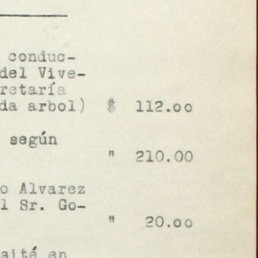 conduc-
del Vive-
retaría
da arbol) $ 112.oo
según
" 210.00
o Alvarez
l Sr. Go-
" 20.oo
aité en